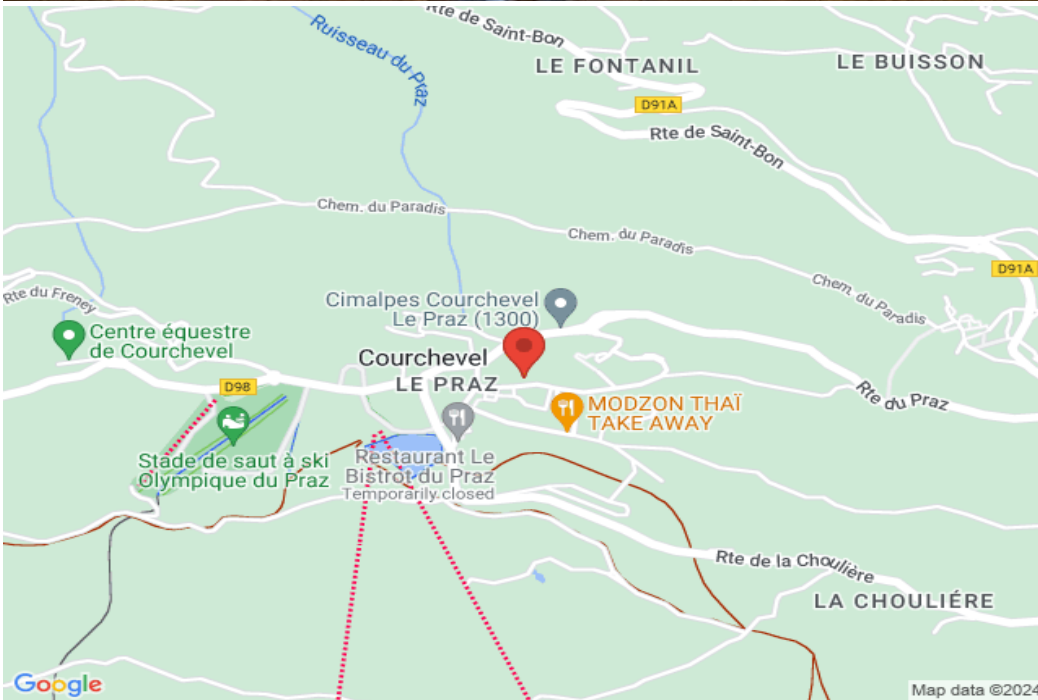 Rte de Saint-Bon
Ruisseau du Praz
LE FONTANIL
LE BUISSON
D91A
Rte de Saint-Bon
Chem. du Paradis
Chem. du Paradis
D91A
Chem. du Paradis
Rte du Freney
Cimalpes Courchevel
Le Praz (1300)
Centre équestre
de Courchevel
Courchevel
LE PRAZ
D98
MODZON THAÏ
TAKE AWAY
Rte du Praz
Stade de saut à ski
Olympique du Praz
Restaurant Le
Bistrot du Praz
Temporarily closed
Rte de la Choulière
LA CHOULIÉRE
Google
Map data ©2024